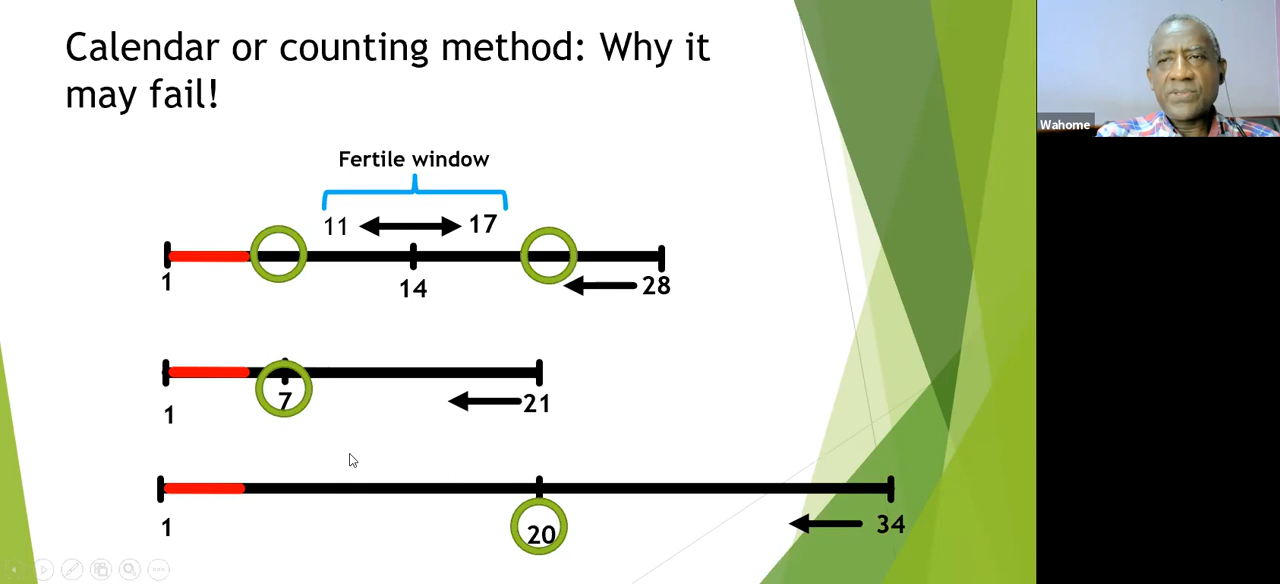 Calendar or counting method: Why it
may fail!
Wahome
Fertile window
11 17
1 14 28
1 7 21
1 20 34